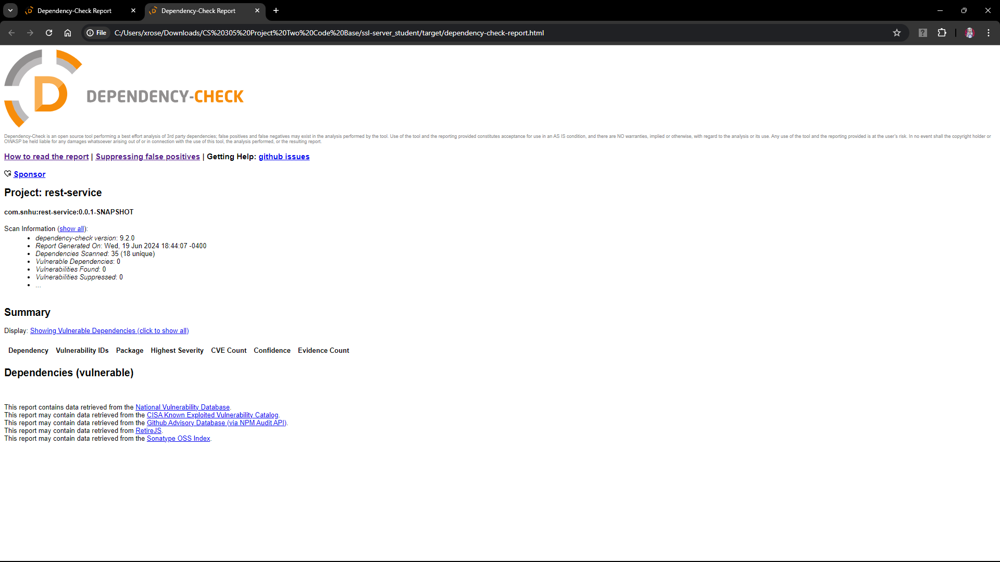 Dependency-Check Report
Dependency-Check Report
File C:/Users/xrose/Downloads/CS%20305%20Project%20Two%20Code%20Base/ssl-server_student/target/dependency-check-report.html
D
DEPENDENCY-CHECK
Dependency-Check is an open source tool performing a best effort analysis of 3rd party dependencies; false positives and false negatives may exist in the analysis performed by the tool. Use of the tool and the reporting provided constitutes acceptance for use in an AS IS condition, and there are NO warranties, implied or otherwise, with regard to the analysis or its use. Any use of the tool and the reporting provided is at the user's risk. In no event shall the copyright holder or
OWASP be held liable for any damages whatsoever arising out of or in connection with the use of this tool, the analysis performed, or the resulting report.
How to read the report | Suppressing false positives | Getting Help: github issues
Sponsor
Project: rest-service
com.snhu:rest-service:0.0.1-SNAPSHOT
Scan Information (show all):
• dependency-check version: 9.2.0
• Report Generated On: Wed, 19 Jun 2024 18:44:07 -0400
• Dependencies Scanned: 35 (18 unique)
• Vulnerable Dependencies: 0
• Vulnerabilities Found: 0
• Vulnerabilities Suppressed: 0
• ...
Summary
Display: Showing Vulnerable Dependencies (click to show all)
Dependency Vulnerability IDs Package Highest Severity CVE Count Confidence Evidence Count
Dependencies (vulnerable)
This report contains data retrieved from the National Vulnerability Database.
This report may contain data retrieved from the CISA Known Exploited Vulnerability Catalog.
This report may contain data retrieved from the Github Advisory Database (via NPM Audit API).
This report may contain data retrieved from RetireJS.
This report may contain data retrieved from the Sonatype OSS Index.